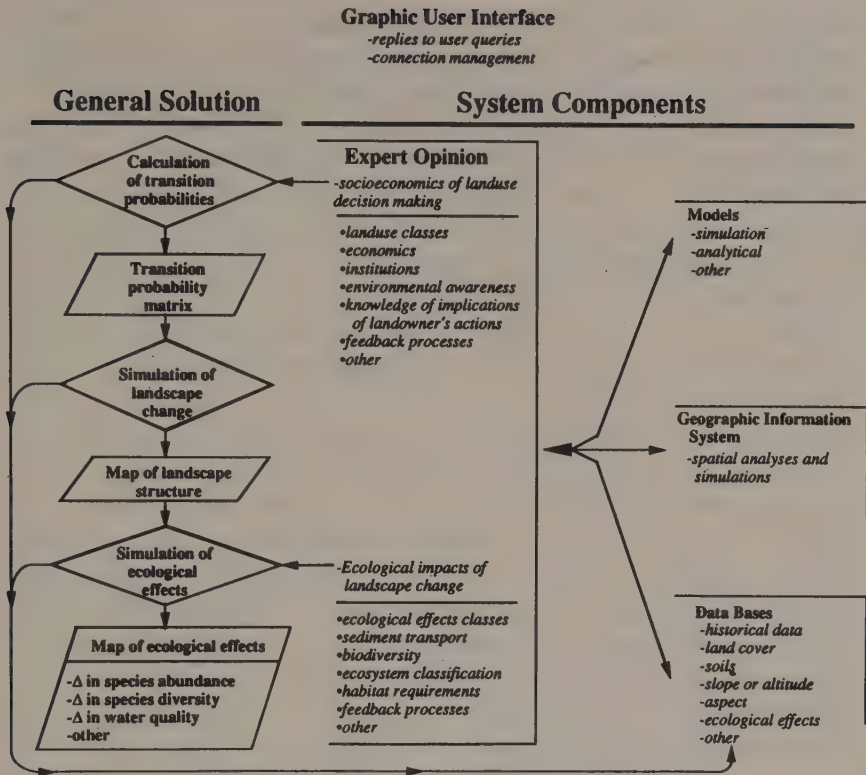 Graphic User Interface
-replies to user queries
-connection management
General Solution
System Components
Calculation
of transition
probabilities
Transition
probability
matrix
Simulation of
landscape
change
Map of landscape
structure
Simulation of
ecological
effects
Map of ecological effects
-Δ in species abundance
-Δ in species diversity
-Δ in water quality
-other
Expert Opinion
-socioeconomics of landuse
decision making
•landuse classes
•economics
•institutions
•environmental awareness
•knowledge of implications
of landowner's actions
•feedback processes
•other
-Ecological impacts of
landscape change
•ecological effects classes
•sediment transport
•biodiversity
•ecosystem classification
•habitat requirements
•feedback processes
•other
Models
-simulation
-analytical
-other
Geographic Information
System
-spatial analyses and
simulations
Data Bases
-historical data
-land cover
-soils
-slope or altitude
-aspect
-ecological effects
-other